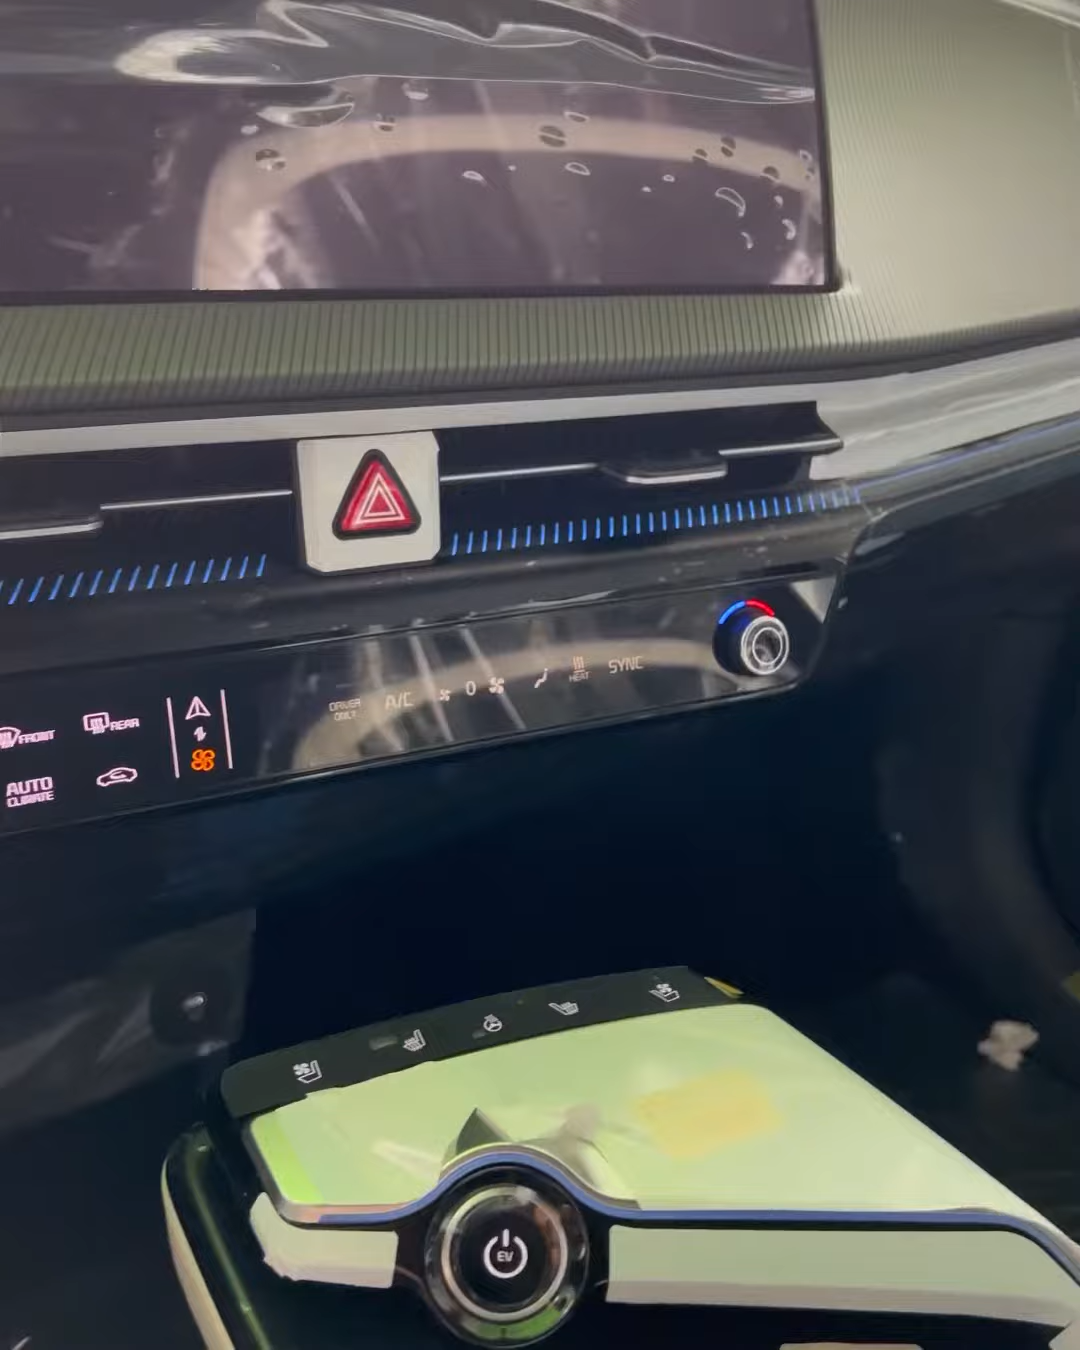 FRONT
REAR
AUTO
CLIMATE
DRIVER
ONLY
A/C
0
HEAT
SYNC
EV